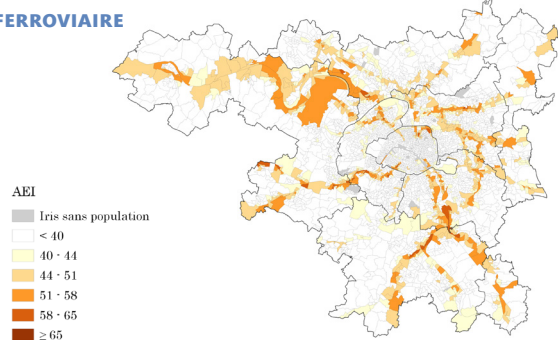 FERROVIAIRE
AEI
Iris sans population
< 40
40 - 44
44 - 51
51 - 58
58 - 65
≥ 65